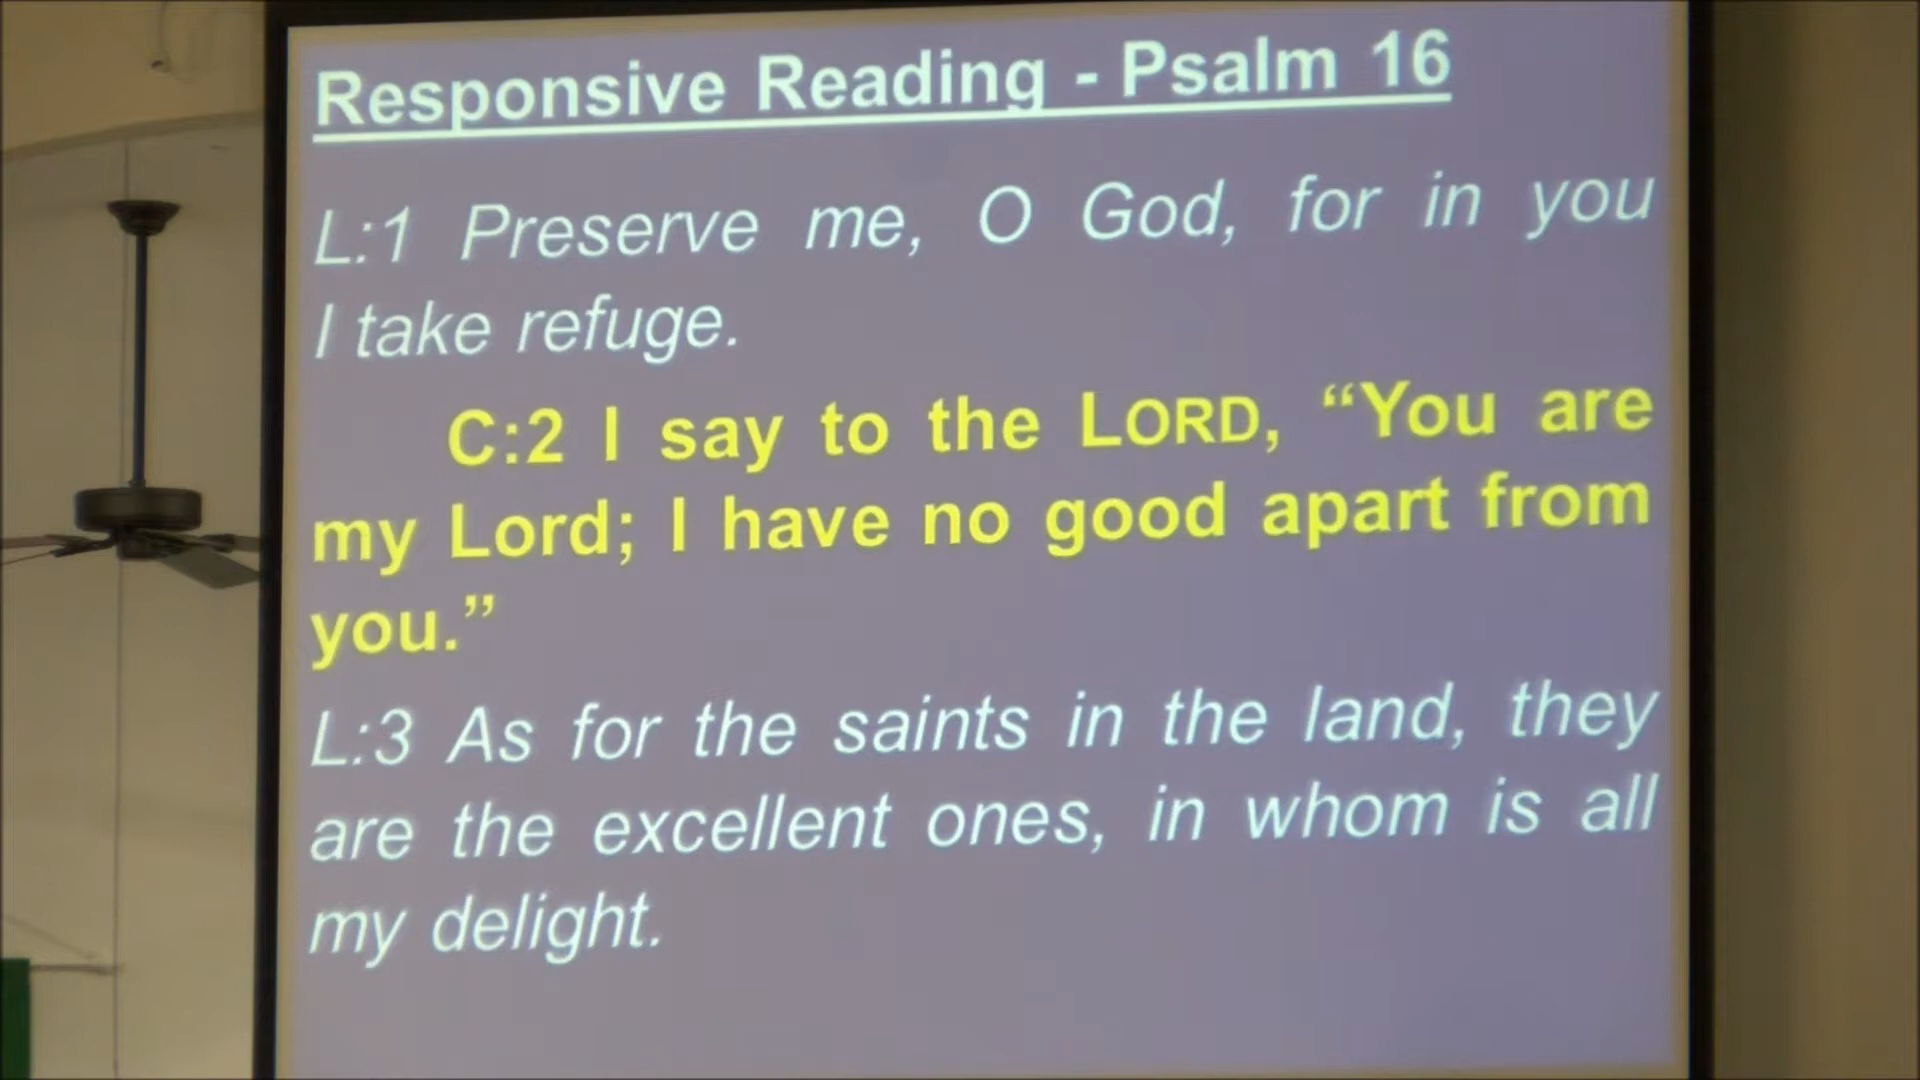 Responsive Reading - Psalm 16
L:1 Preserve me, O God, for in you
I take refuge.
C:2 I say to the LORD, “You are
my Lord; I have no good apart from
you.”
L:3 As for the saints in the land, they
are the excellent ones, in whom is all
my delight.